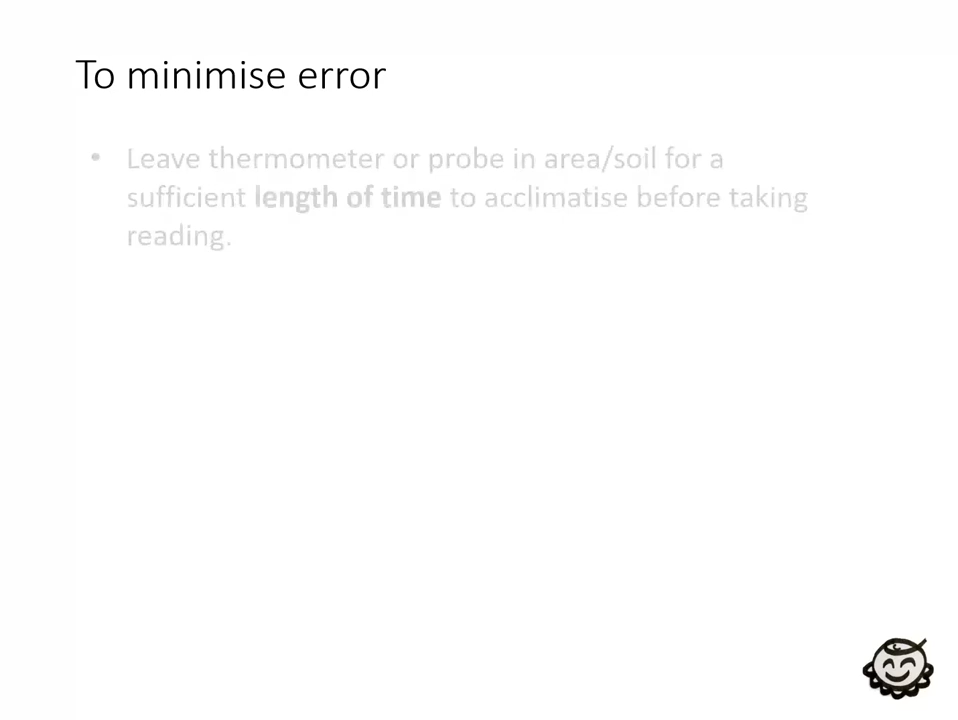 To minimise error
• Leave thermometer or probe in area/soil for a
sufficient length of time to acclimatise before taking
reading.